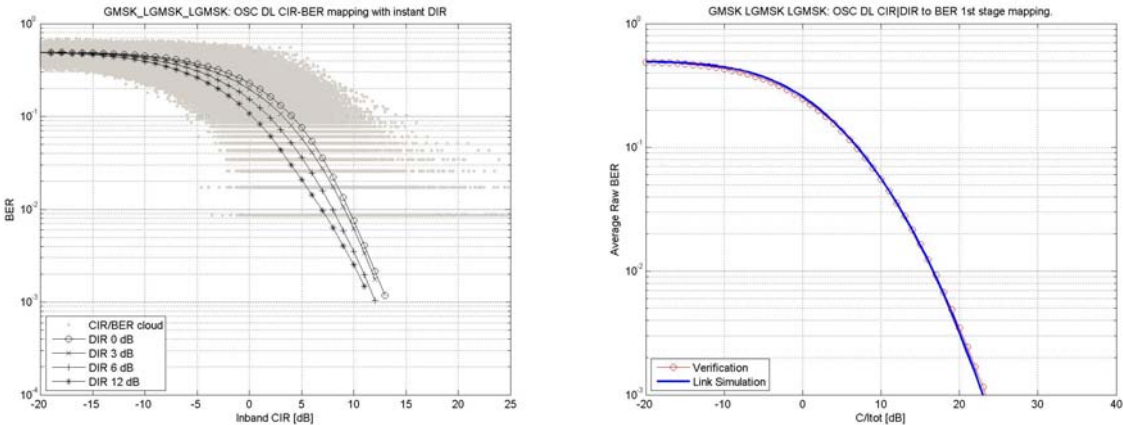 GMSK_LGMSK_LGMSK: OSC DL CIR-BER mapping with instant DIR
BER
10^0
10^-1
10^-2
10^-3
10^-4
CIR/BER cloud
DIR 0 dB
DIR 3 dB
DIR 6 dB
DIR 12 dB
-20 -15 -10 -5 0 5 10 15 20 25
Inband CIR [dB]
GMSK LGMSK LGMSK: OSC DL CIR|DIR to BER 1st stage mapping.
Average Raw BER
10^0
10^-1
10^-2
10^-3
Verification
Link Simulation
-20 -10 0 10 20 30 40
C/Itot [dB]